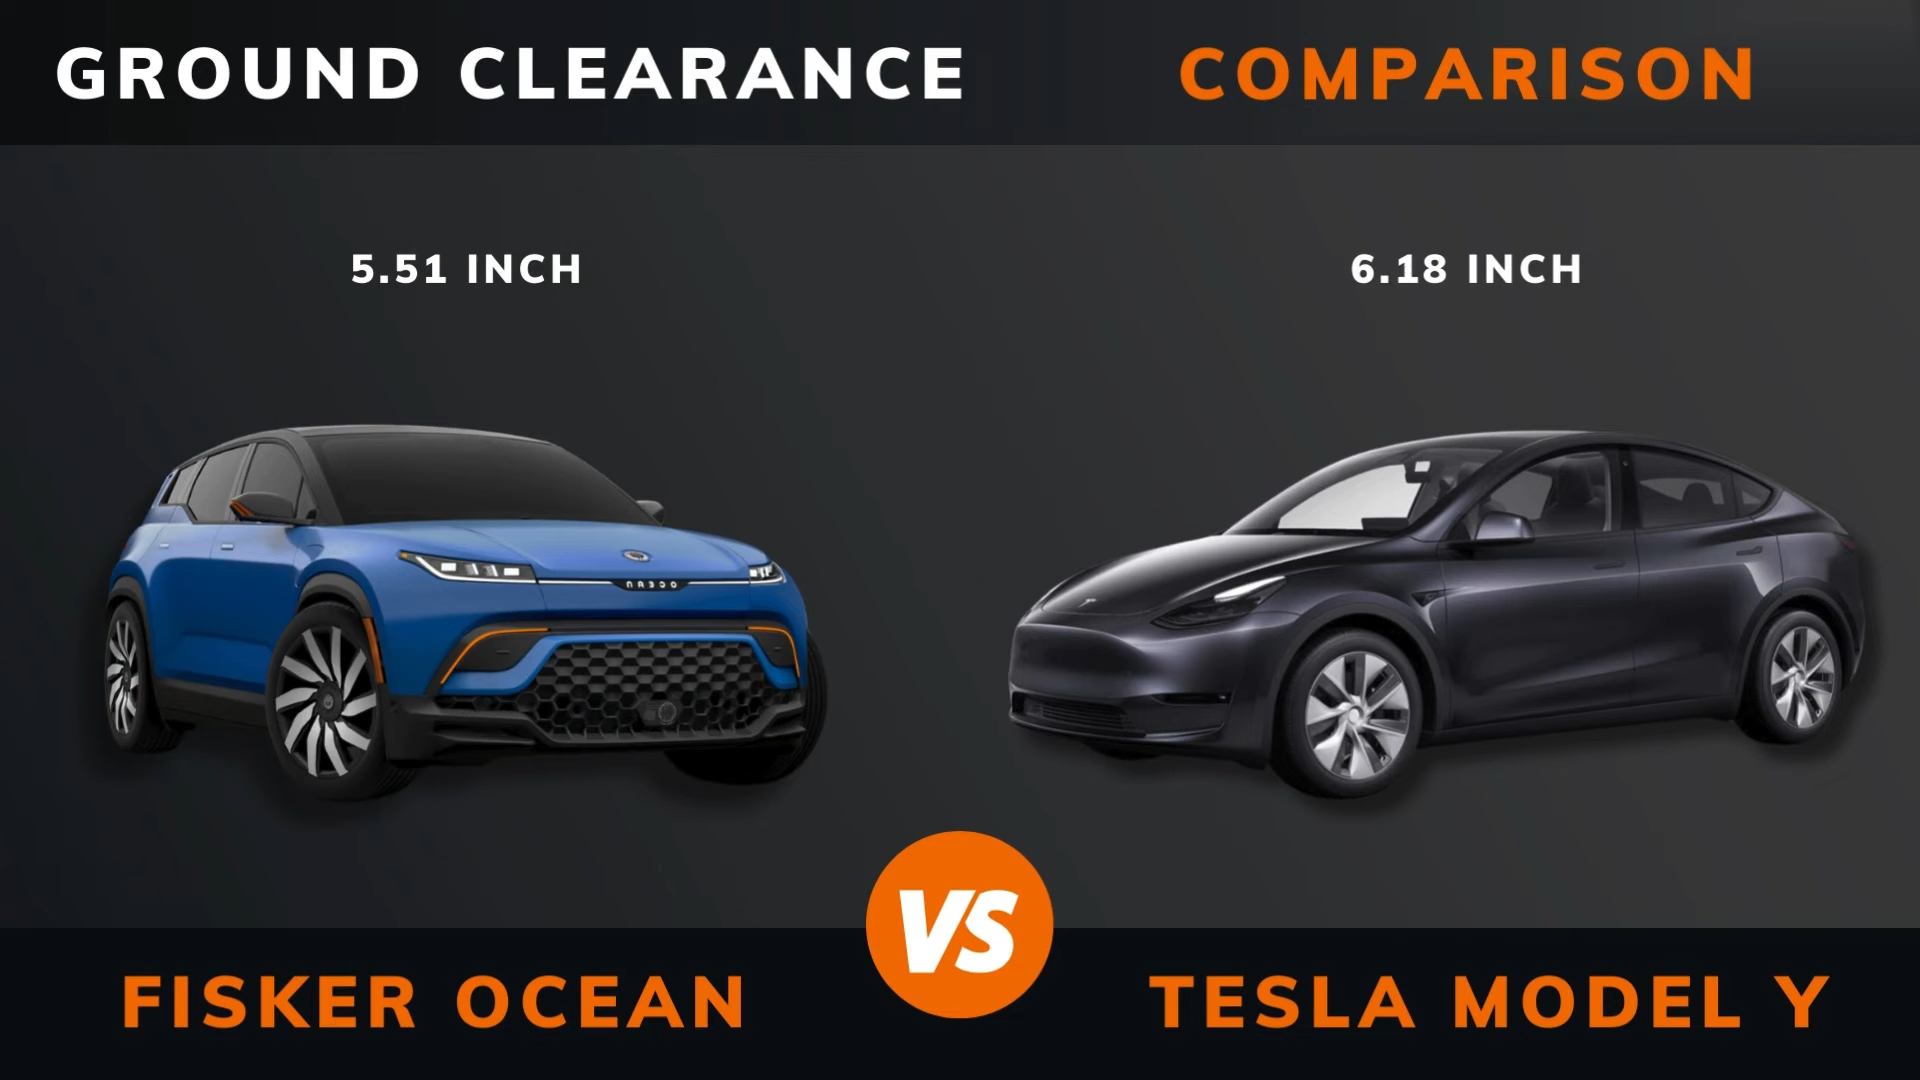 GROUND CLEARANCE COMPARISON
5.51 INCH
6.18 INCH
VS
FISKER OCEAN
TESLA MODEL Y